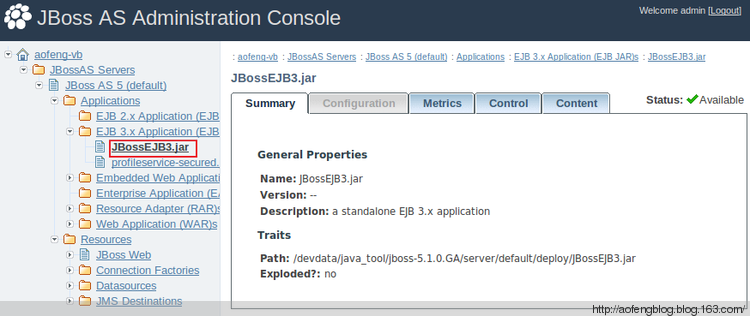 JBoss AS Administration Console
Welcome admin [Logout]
aofeng-vb
JBossAS Servers
JBoss AS 5 (default)
Applications
EJB 2.x Application (EJB
EJB 3.x Application (EJB
JBossEJB3.jar
profileservice-secured.
Embedded Web Applicatio
Enterprise Application (EA
Resource Adapter (RAR)s
Web Application (WAR)s
Resources
JBoss Web
Connection Factories
Datasources
JMS Destinations
: aofeng-vb : JBossAS Servers : JBoss AS 5 (default) : Applications : EJB 3.x Application (EJB JAR)s : JBossEJB3.jar
JBossEJB3.jar
Summary Configuration Metrics Control Content Status: Available
General Properties
Name: JBossEJB3.jar
Version: --
Description: a standalone EJB 3.x application
Traits
Path: /devdata/java_tool/jboss-5.1.0.GA/server/default/deploy/JBossEJB3.jar
Exploded?: no
http://aofengblog.blog.163.com/